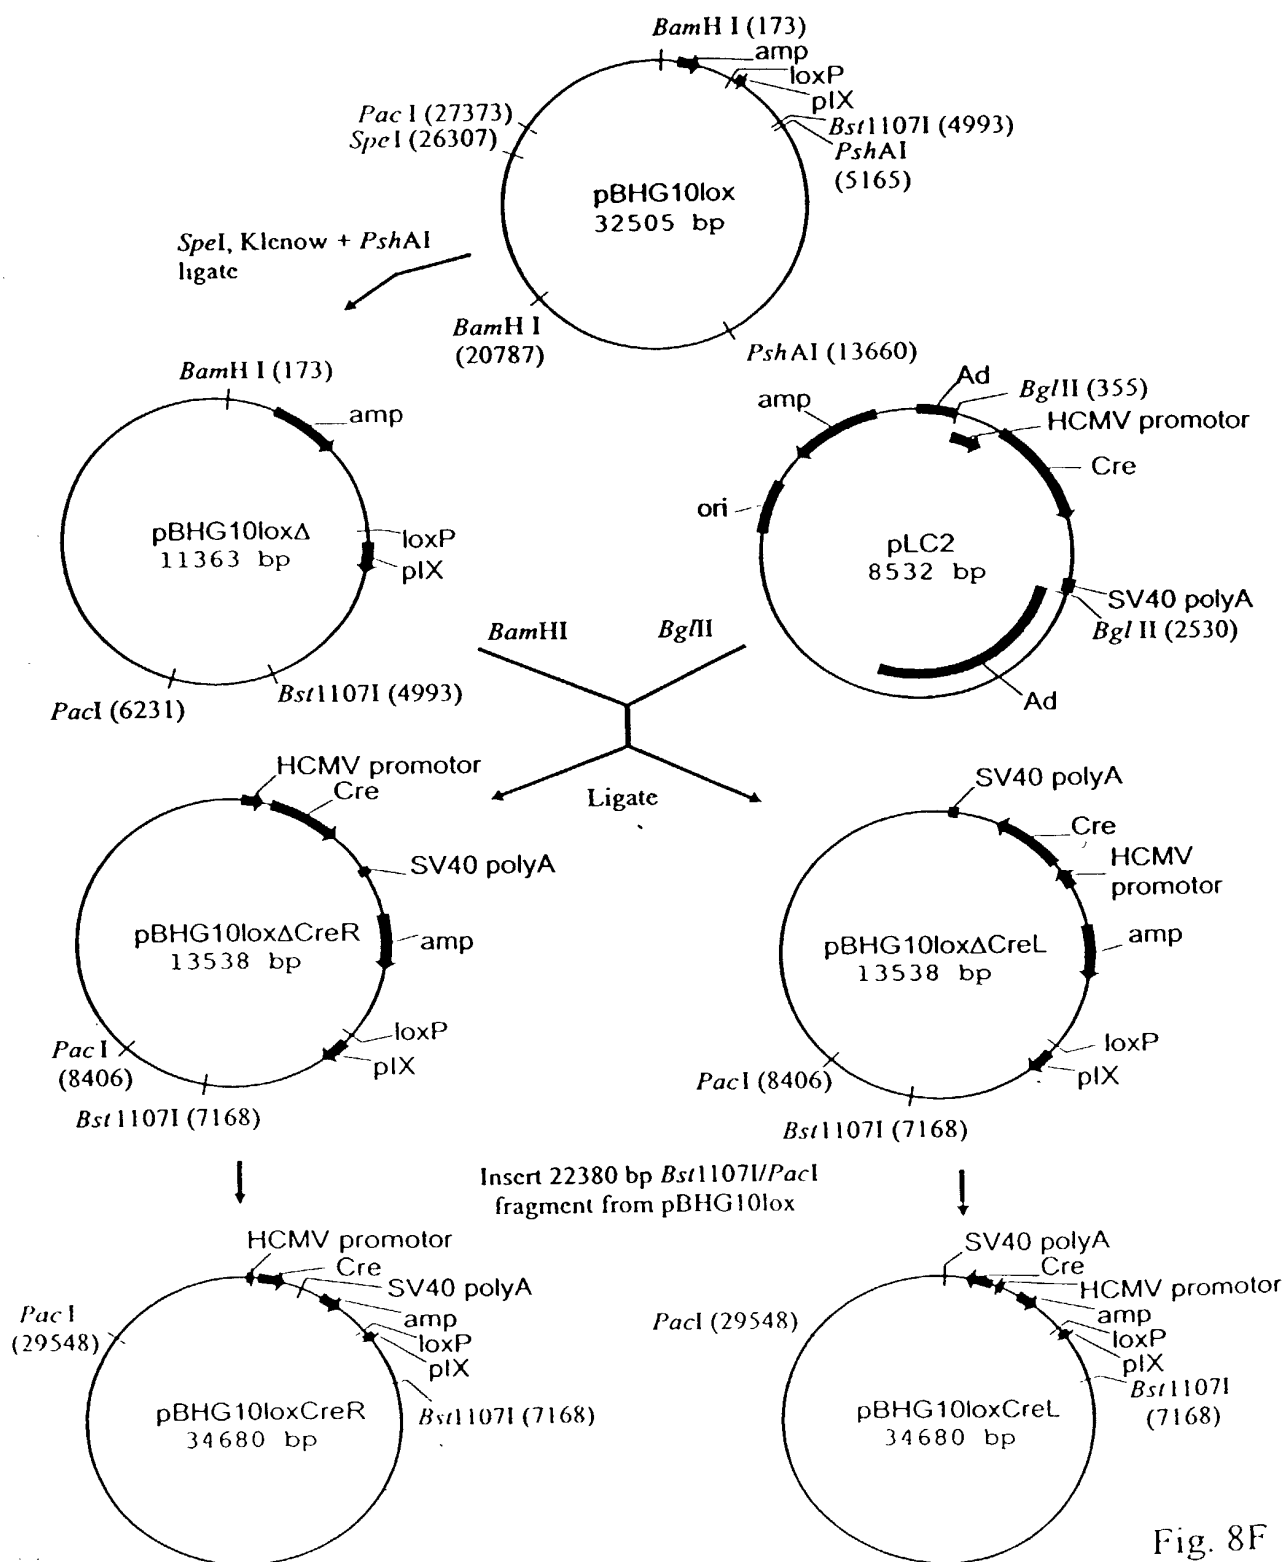 BamH I (173)
amp
loxP
pIX
Pac I (27373)
SpeI (26307)
Bst1107I (4993)
PshAI
(5165)
pBHG10lox
32505 bp
SpeI, Klenow + PshAI
ligate
BamH I
(20787)
PshAI (13660)
BamH I (173)
amp
pBHG10loxΔ
11363 bp
loxP
pIX
PacI (6231)
Bst1107I (4993)
Ad
BglII (355)
amp
HCMV promotor
Cre
ori
pLC2
8532 bp
SV40 polyA
Bgl II (2530)
Ad
BamHI
BglII
Ligate
HCMV promotor
Cre
SV40 polyA
pBHG10loxΔCreR
13538 bp
amp
loxP
pIX
Pac I
(8406)
Bst1107I (7168)
SV40 polyA
Cre
HCMV
promotor
pBHG10loxΔCreL
13538 bp
amp
loxP
pIX
PacI (8406)
Bst1107I (7168)
Insert 22380 bp Bst1107I/PacI
fragment from pBHG10lox
HCMV promotor
Cre
SV40 polyA
amp
loxP
pIX
Pac I
(29548)
pBHG10loxCreR
34680 bp
Bst1107I (7168)
SV40 polyA
Cre
HCMV promotor
amp
loxP
pIX
PacI (29548)
Bst1107I
(7168)
pBHG10loxCreL
34680 bp
Fig. 8F